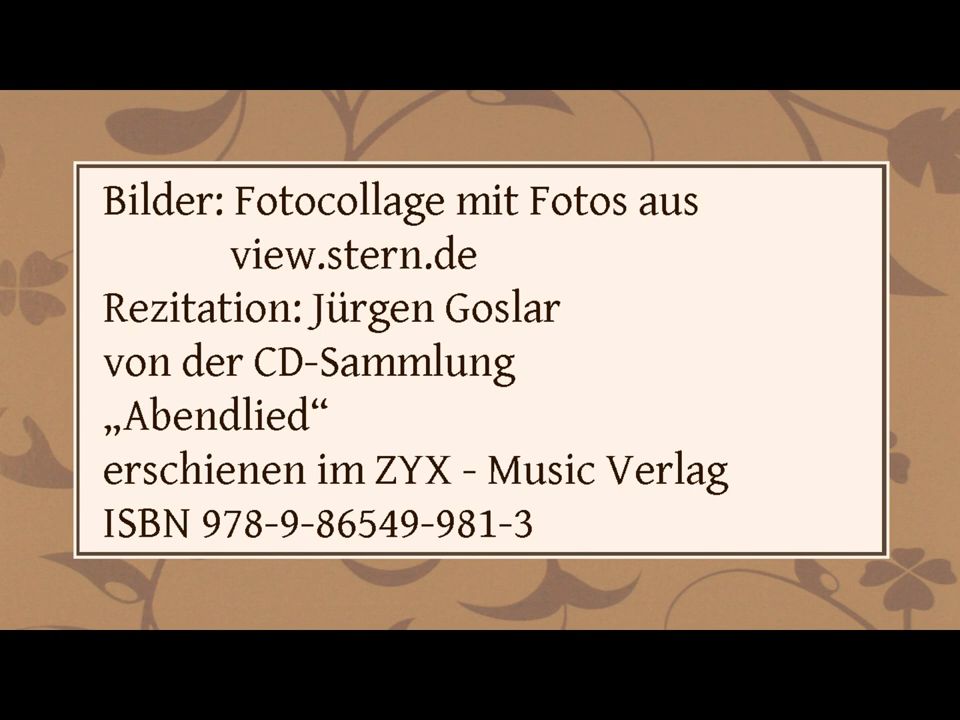 Bilder: Fotocollage mit Fotos aus
view.stern.de
Rezitation: Jürgen Goslar
von der CD-Sammlung
„Abendlied“
erschienen im ZYX - Music Verlag
ISBN 978-9-86549-981-3